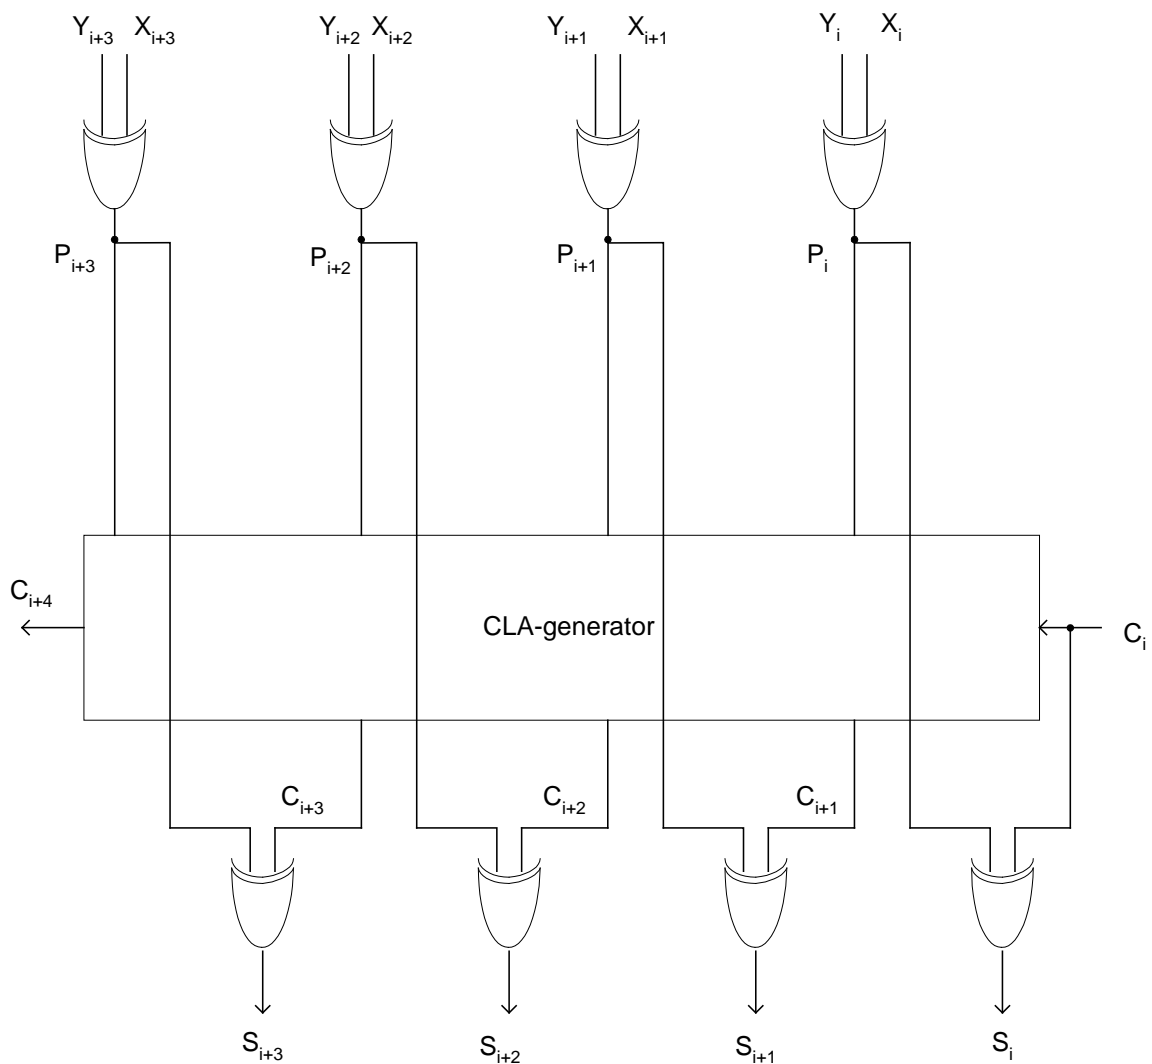 Y_{i+3} X_{i+3} Y_{i+2} X_{i+2} Y_{i+1} X_{i+1} Y_i X_i
P_{i+3} P_{i+2} P_{i+1} P_i
C_{i+4} CLA-generator C_i
C_{i+3} C_{i+2} C_{i+1}
S_{i+3} S_{i+2} S_{i+1} S_i